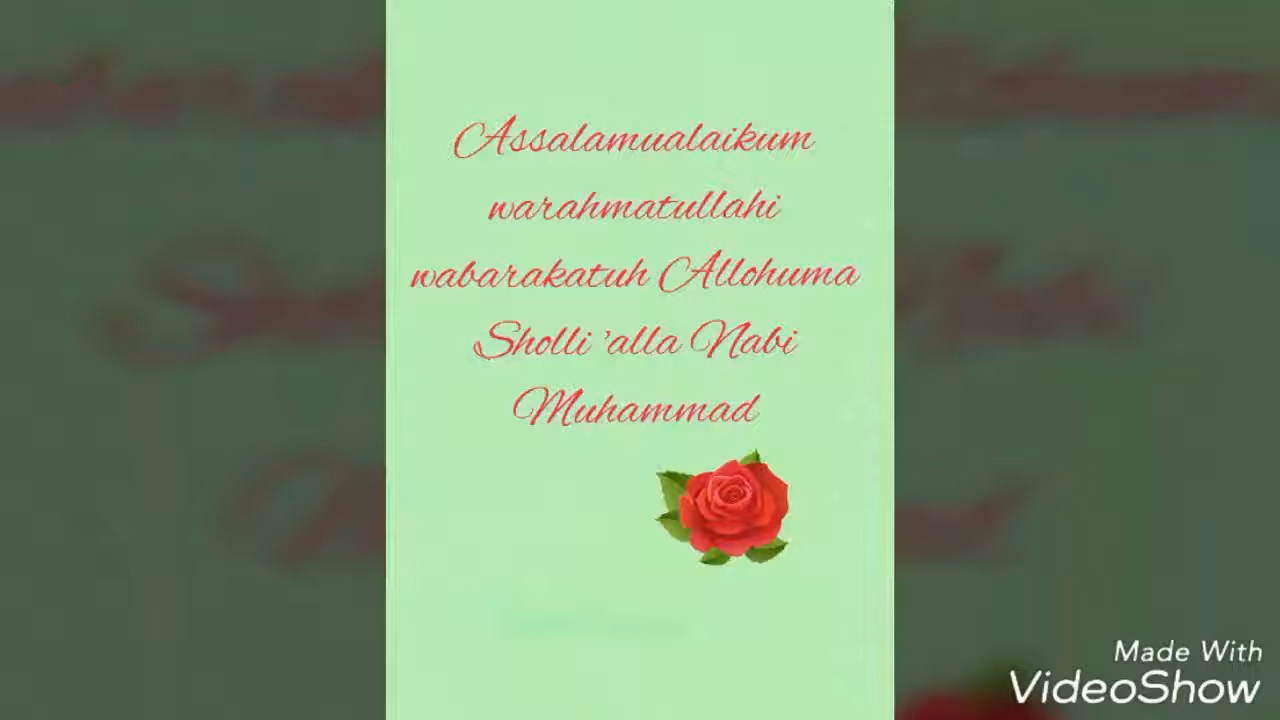 Assalamualaikum
warahmatullahi
wabarakatuh Allohuma
Sholli 'alla Nabi
Muhammad
Made With
VideoShow